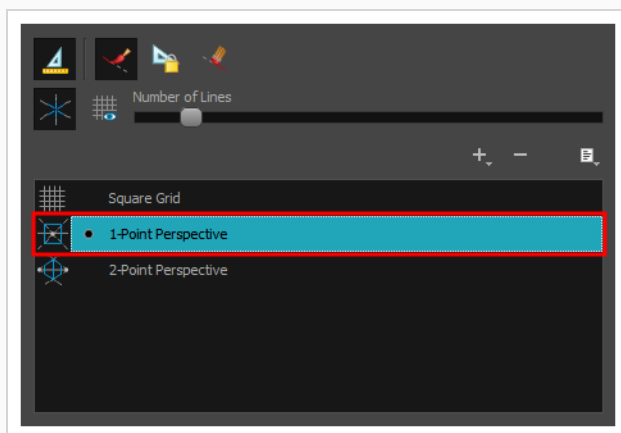 Number of Lines
Square Grid
1-Point Perspective
2-Point Perspective